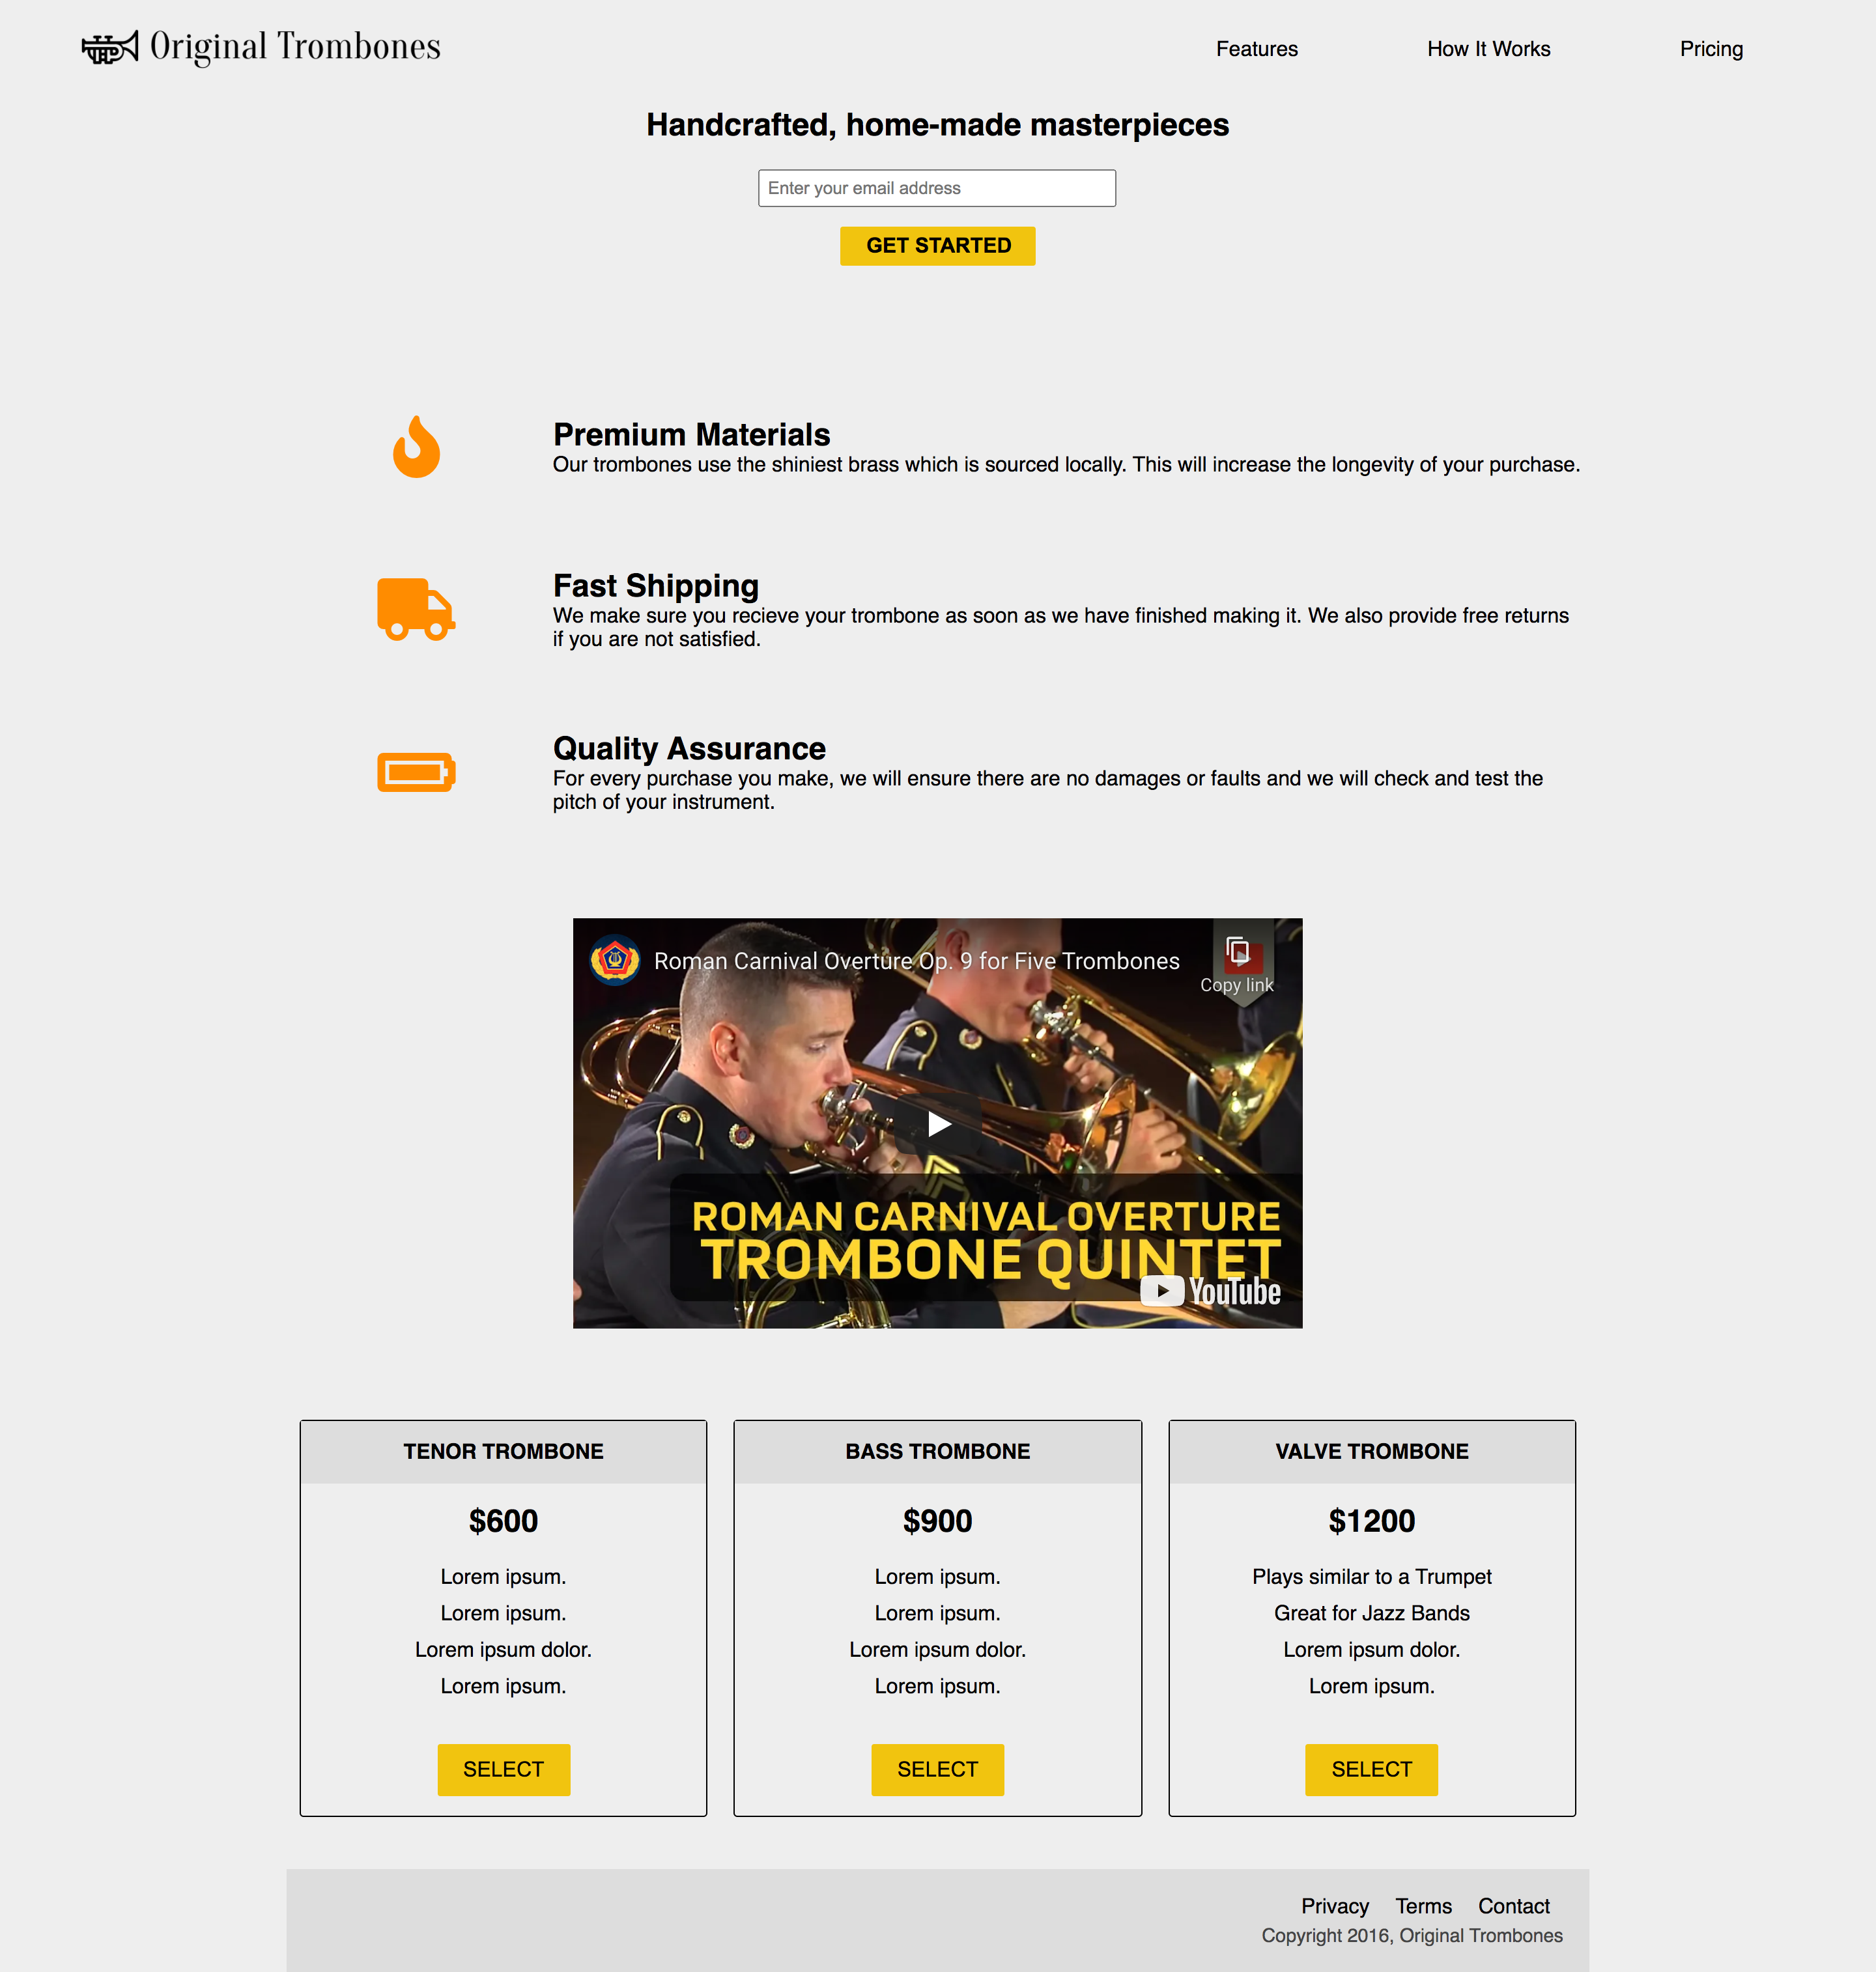 Original Trombones
Features
How It Works
Pricing
Handcrafted, home-made masterpieces
Enter your email address
GET STARTED
Premium Materials
Our trombones use the shiniest brass which is sourced locally. This will increase the longevity of your purchase.
Fast Shipping
We make sure you recieve your trombone as soon as we have finished making it. We also provide free returns
if you are not satisfied.
Quality Assurance
For every purchase you make, we will ensure there are no damages or faults and we will check and test the
pitch of your instrument.
Roman Carnival Overture Op. 9 for Five Trombones
Copy link
ROMAN CARNIVAL OVERTURE
TROMBONE QUINTET
YouTube
TENOR TROMBONE
$600
Lorem ipsum.
Lorem ipsum.
Lorem ipsum dolor.
Lorem ipsum.
SELECT
BASS TROMBONE
$900
Lorem ipsum.
Lorem ipsum.
Lorem ipsum dolor.
Lorem ipsum.
SELECT
VALVE TROMBONE
$1200
Plays similar to a Trumpet
Great for Jazz Bands
Lorem ipsum dolor.
Lorem ipsum.
SELECT
Privacy
Terms
Contact
Copyright 2016, Original Trombones